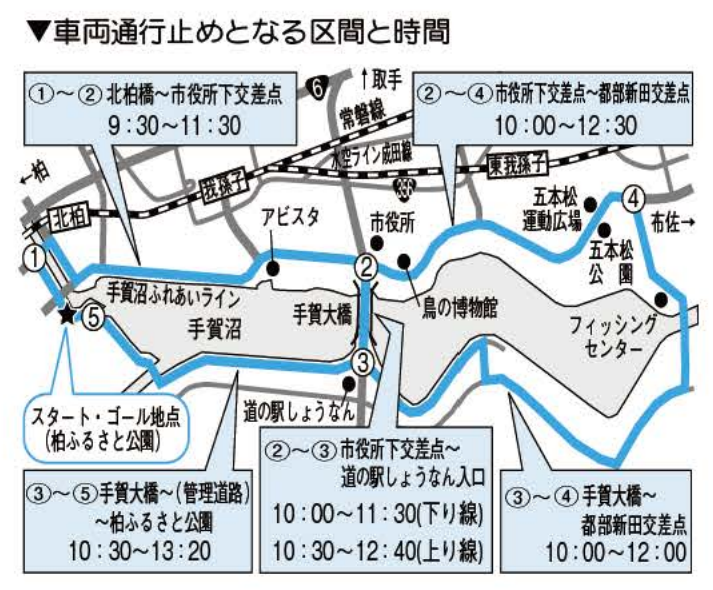 ▼車両通行止めとなる区間と時間
①～②北柏橋～市役所下交差点
9：30～11：30
6
↑取手
常磐線
水空ライン成田線
356
②～④市役所下交差点～都部新田交差点
10：00～12：30
東我孫子
我孫子
←柏
北柏
アビスタ
市役所
五本松
運動広場
④
布佐→
五本松
公園
①
②
手賀沼ふれあいライン
手賀沼
手賀大橋
鳥の博物館
フィッシング
センター
★
⑤
③
スタート・ゴール地点
(柏ふるさと公園)
道の駅しょうなん
③～⑤手賀大橋～(管理道路)
～柏ふるさと公園
10：30～13：20
②～③市役所下交差点～
道の駅しょうなん入口
10：00～11：30(下り線)
10：30～12：40(上り線)
③～④手賀大橋～
都部新田交差点
10：00～12：00